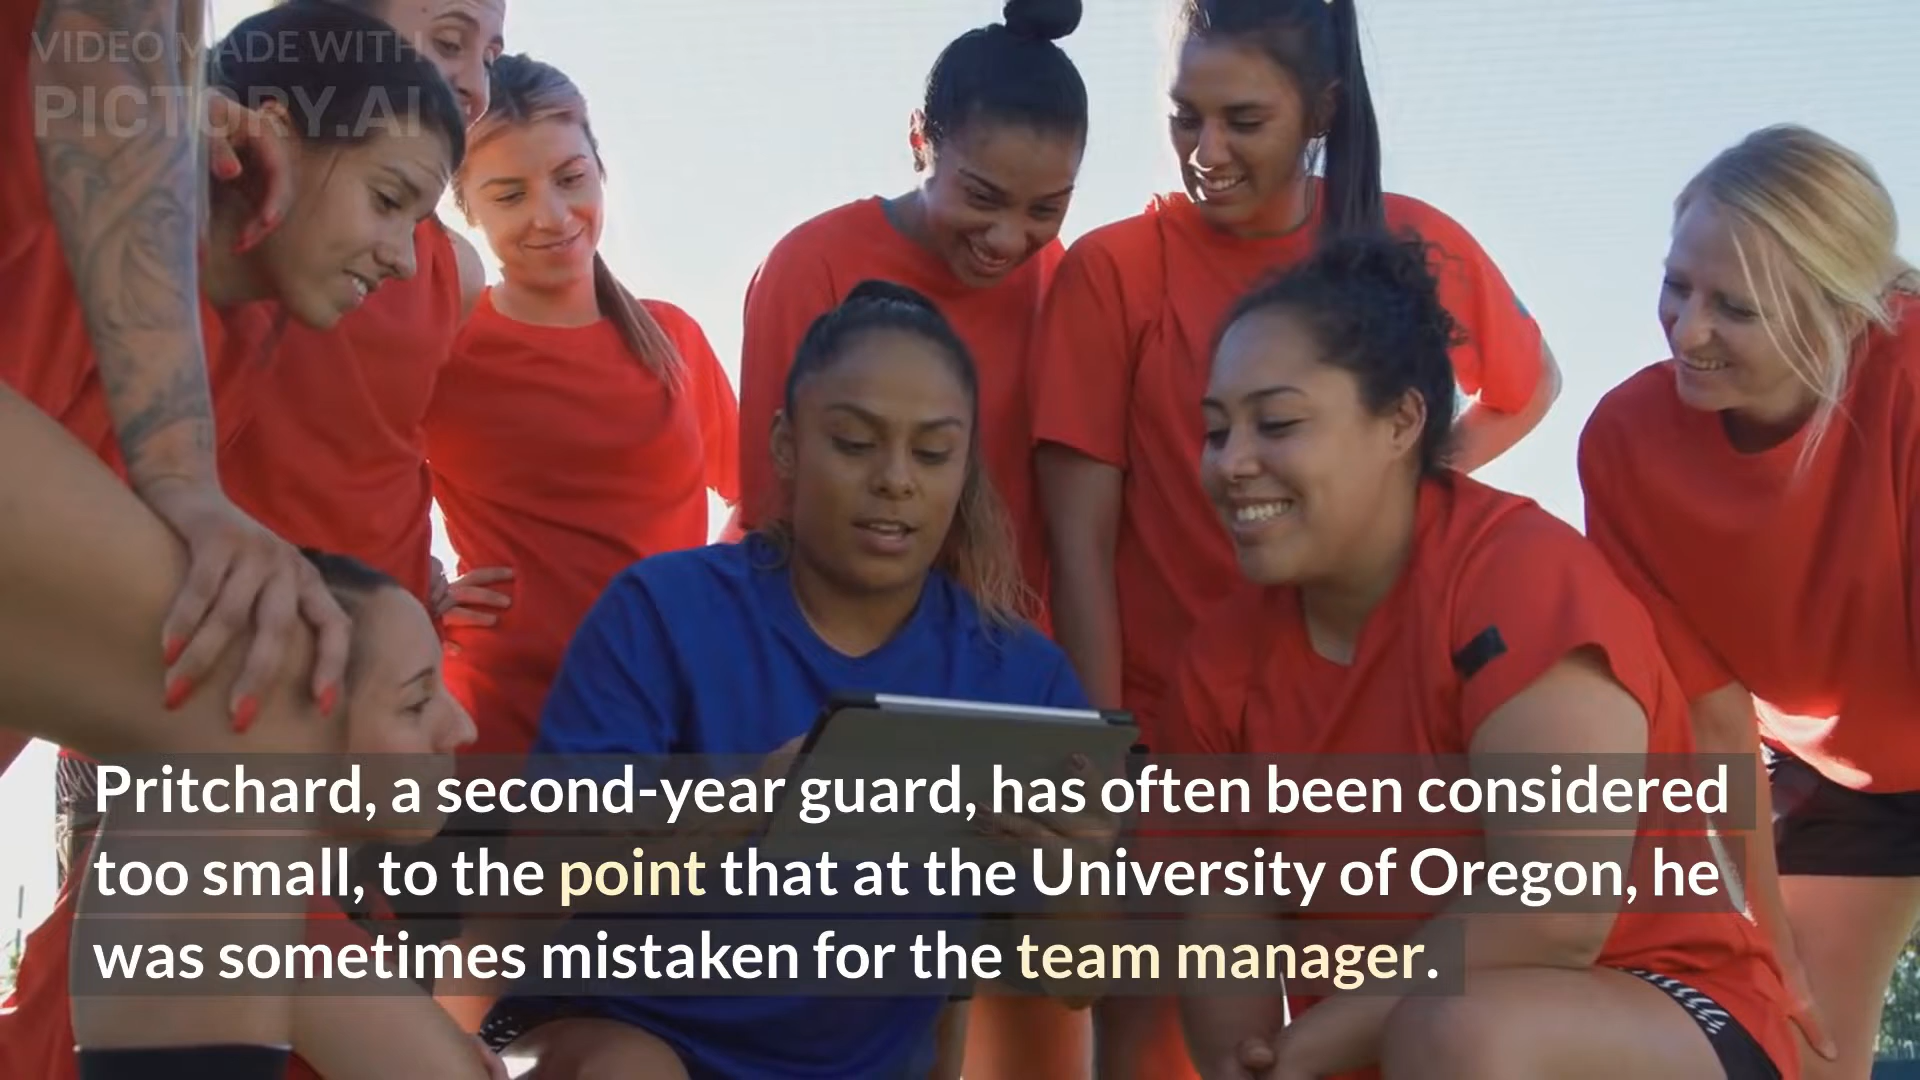 VIDEO MADE WITH
PICTORY.AI
Pritchard, a second-year guard, has often been considered
too small, to the point that at the University of Oregon, he
was sometimes mistaken for the team manager.